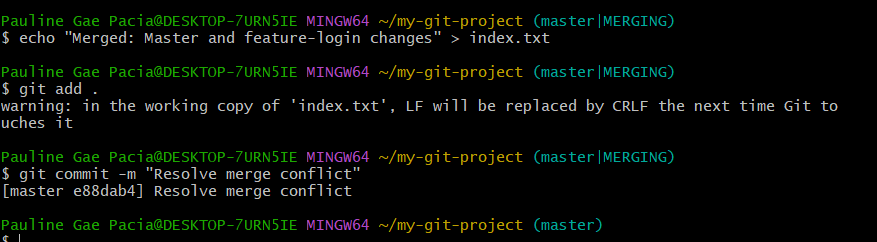 Pauline Gae Pacia@DESKTOP-7URN5IE MINGW64 ~/my-git-project (master|MERGING)
$ echo "Merged: Master and feature-login changes" > index.txt
Pauline Gae Pacia@DESKTOP-7URN5IE MINGW64 ~/my-git-project (master|MERGING)
$ git add .
warning: in the working copy of 'index.txt', LF will be replaced by CRLF the next time Git to
uches it
Pauline Gae Pacia@DESKTOP-7URN5IE MINGW64 ~/my-git-project (master|MERGING)
$ git commit -m "Resolve merge conflict"
[master e88dab4] Resolve merge conflict
Pauline Gae Pacia@DESKTOP-7URN5IE MINGW64 ~/my-git-project (master)
$